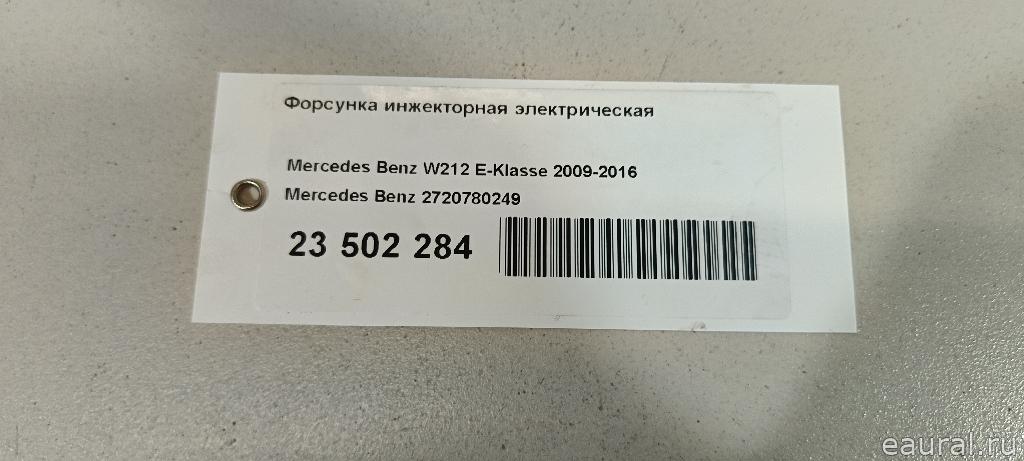 Форсунка инжекторная электрическая
Mercedes Benz W212 E-Klasse 2009-2016
Mercedes Benz 2720780249
23 502 284
eaural.ru